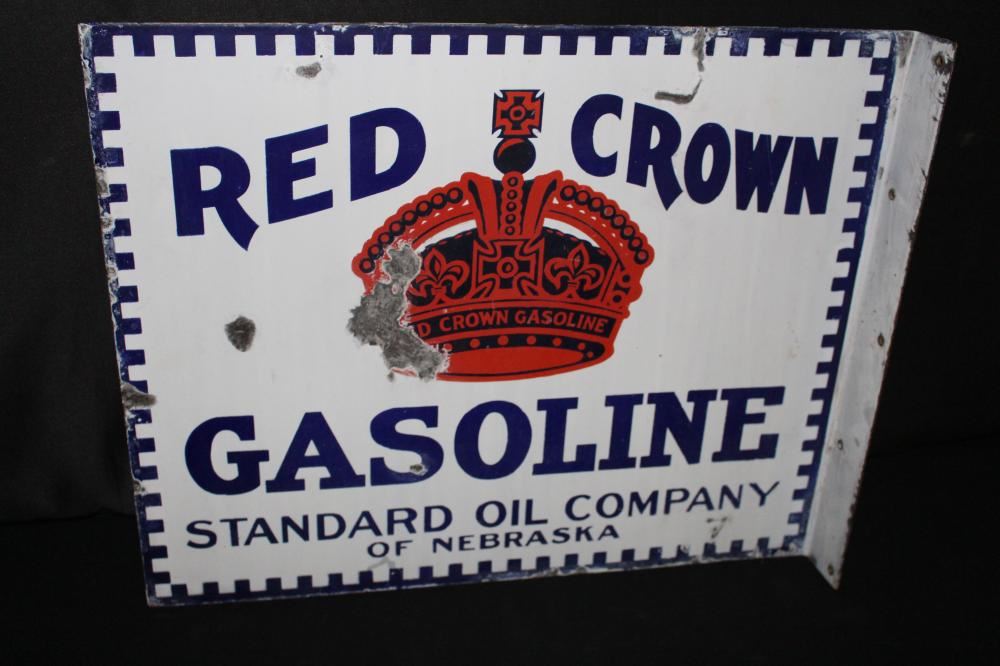 RED CROWN
CROWN GASOLINE
GASOLINE
STANDARD OIL COMPANY
OF NEBRASKA